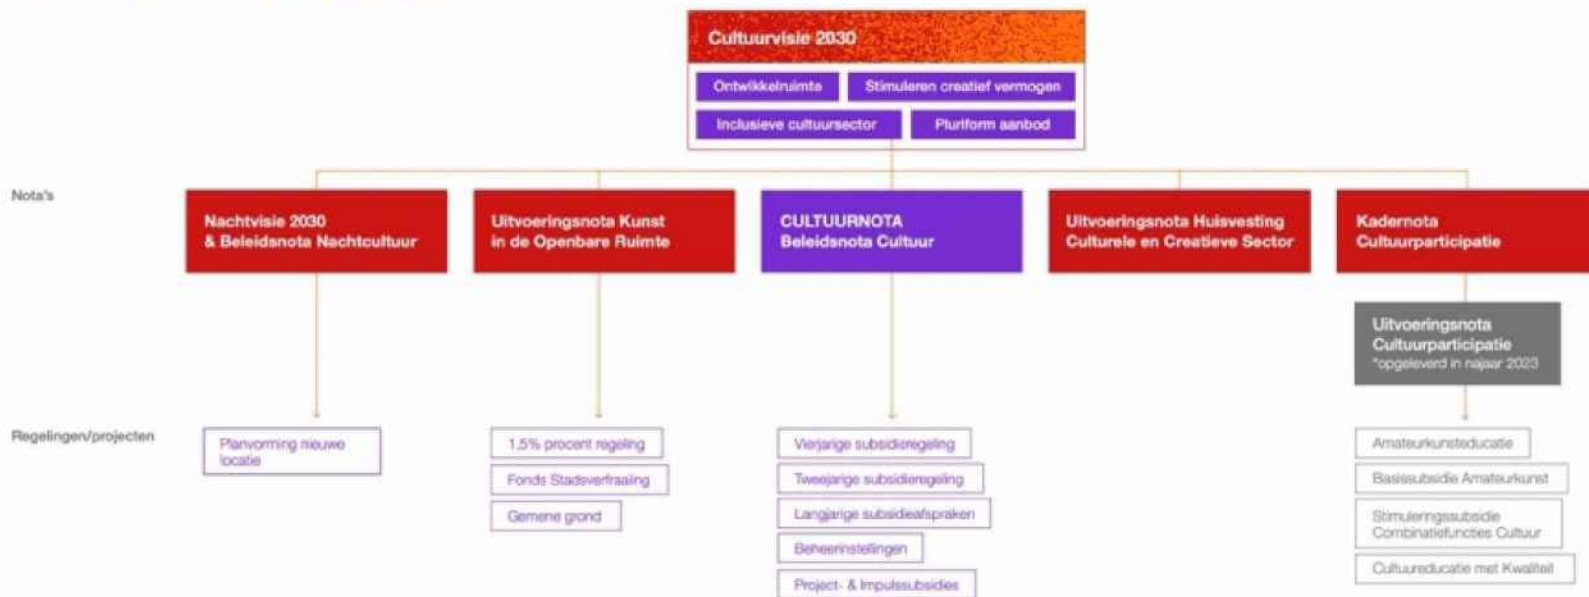 Cultuurvisie 2030
Ontwikkelruimte
Stimuleren creatief vermogen
Inclusieve cultuursector
Pluriform aanbod
Nota's
Nachtvisie 2030
& Beleidsnota Nachtcultuur
Uitvoeringsnota Kunst
in de Openbare Ruimte
CULTUURNOTA
Beleidsnota Cultuur
Uitvoeringsnota Huisvesting
Culturele en Creatieve Sector
Kadernota
Cultuurparticipatie
Uitvoeringsnota
Cultuurparticipatie
*opgeleverd in najaar 2023
Regelingen/projecten
Planvorming nieuwe
locatie
1,5% procent regeling
Fonds Stadsverfraaiing
Gemene grond
Vierjarige subsidieregeling
Tweejarige subsidieregeling
Langjarige subsidieafspraken
Beheerinstellingen
Project- & Impulssubsidies
Amateurkunsteducatie
Basissubsidie Amateurkunst
Stimuleringssubsidie
Combinatiefuncties Cultuur
Cultuureducatie met Kwaliteit